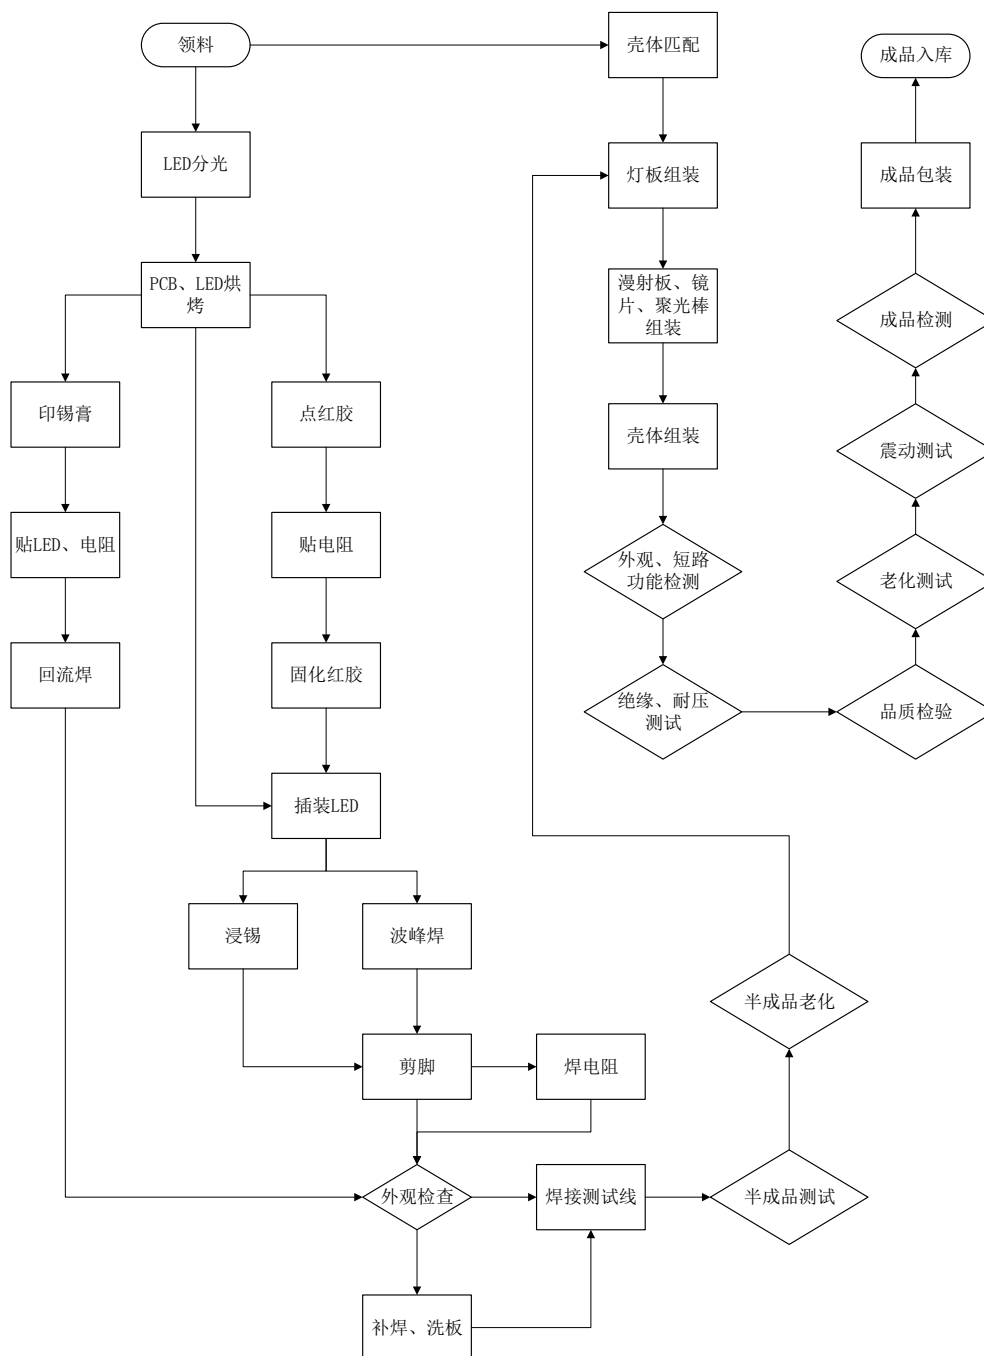 领料
壳体匹配
成品入库
LED分光
灯板组装
成品包装
PCB、LED烘
烤
漫射板、镜
片、聚光棒
组装
成品检测
印锡膏
点红胶
壳体组装
震动测试
贴LED、电阻
贴电阻
外观、短路
功能检测
老化测试
回流焊
固化红胶
绝缘、耐压
测试
品质检验
插装LED
浸锡
波峰焊
半成品老化
剪脚
焊电阻
外观检查
焊接测试线
半成品测试
补焊、洗板